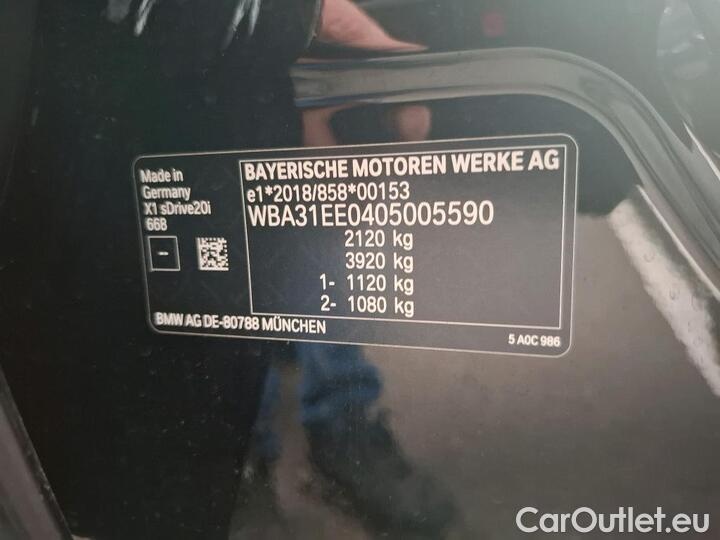 Made in
Germany
X1 sDrive20i
668
BAYERISCHE MOTOREN WERKE AG
e1*2018/858*00153
WBA31EE0405005590
2120 kg
3920 kg
1- 1120 kg
2- 1080 kg
BMW AG DE-80788 MÜNCHEN
5 A0C 986
CarOutlet.eu